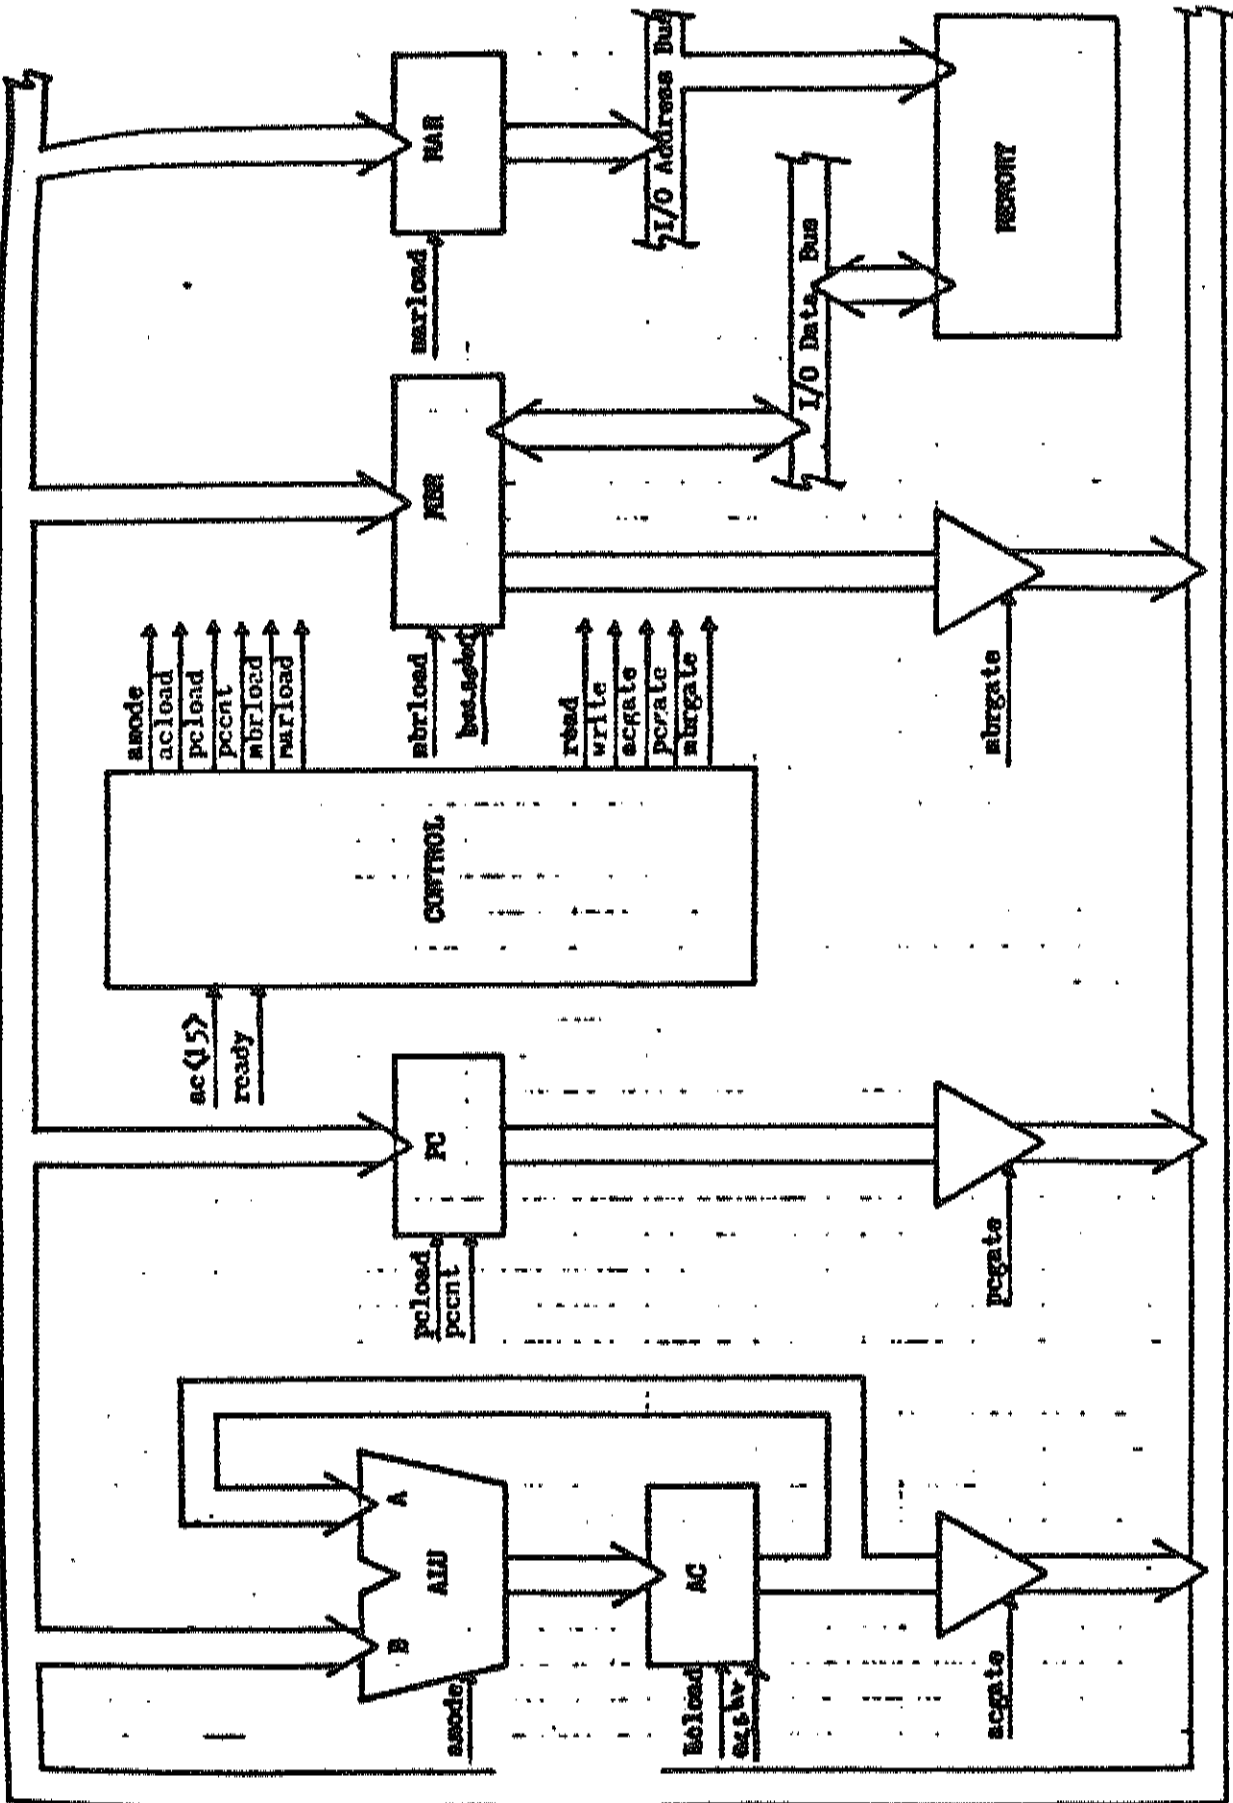 B
A
ALU
amode
AC
acgate
PC
pcload
pccnt
pcgate
ac<15>
ready
CONTROL
amode
acload
pcload
pccnt
mbrload
marload
read
write
acgate
pcgate
mbrgate
MBR
mbrload
mbrgate
MAR
marload
I/O Address Bus
I/O Data Bus
MEMORY